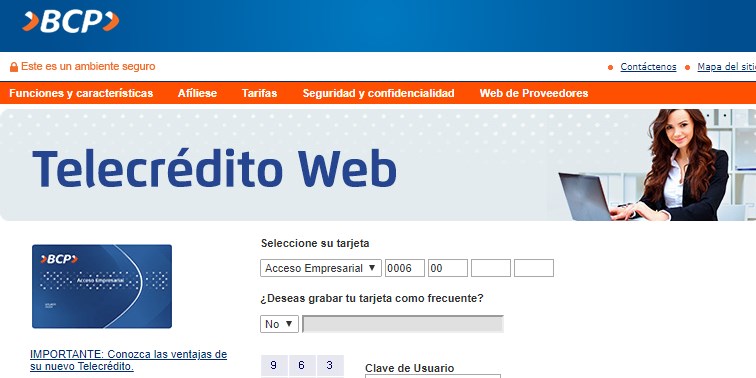 BCP
Este es un ambiente seguro
Contáctenos
Mapa del siti
Funciones y características Afíliese Tarifas Seguridad y confidencialidad Web de Proveedores
Telecrédito Web
Seleccione su tarjeta
BCP
Acceso Empresarial
Acceso Empresarial 0006 00
¿Deseas grabar tu tarjeta como frecuente?
No
IMPORTANTE: Conozca las ventajas de
su nuevo Telecrédito.
9 6 3
Clave de Usuario